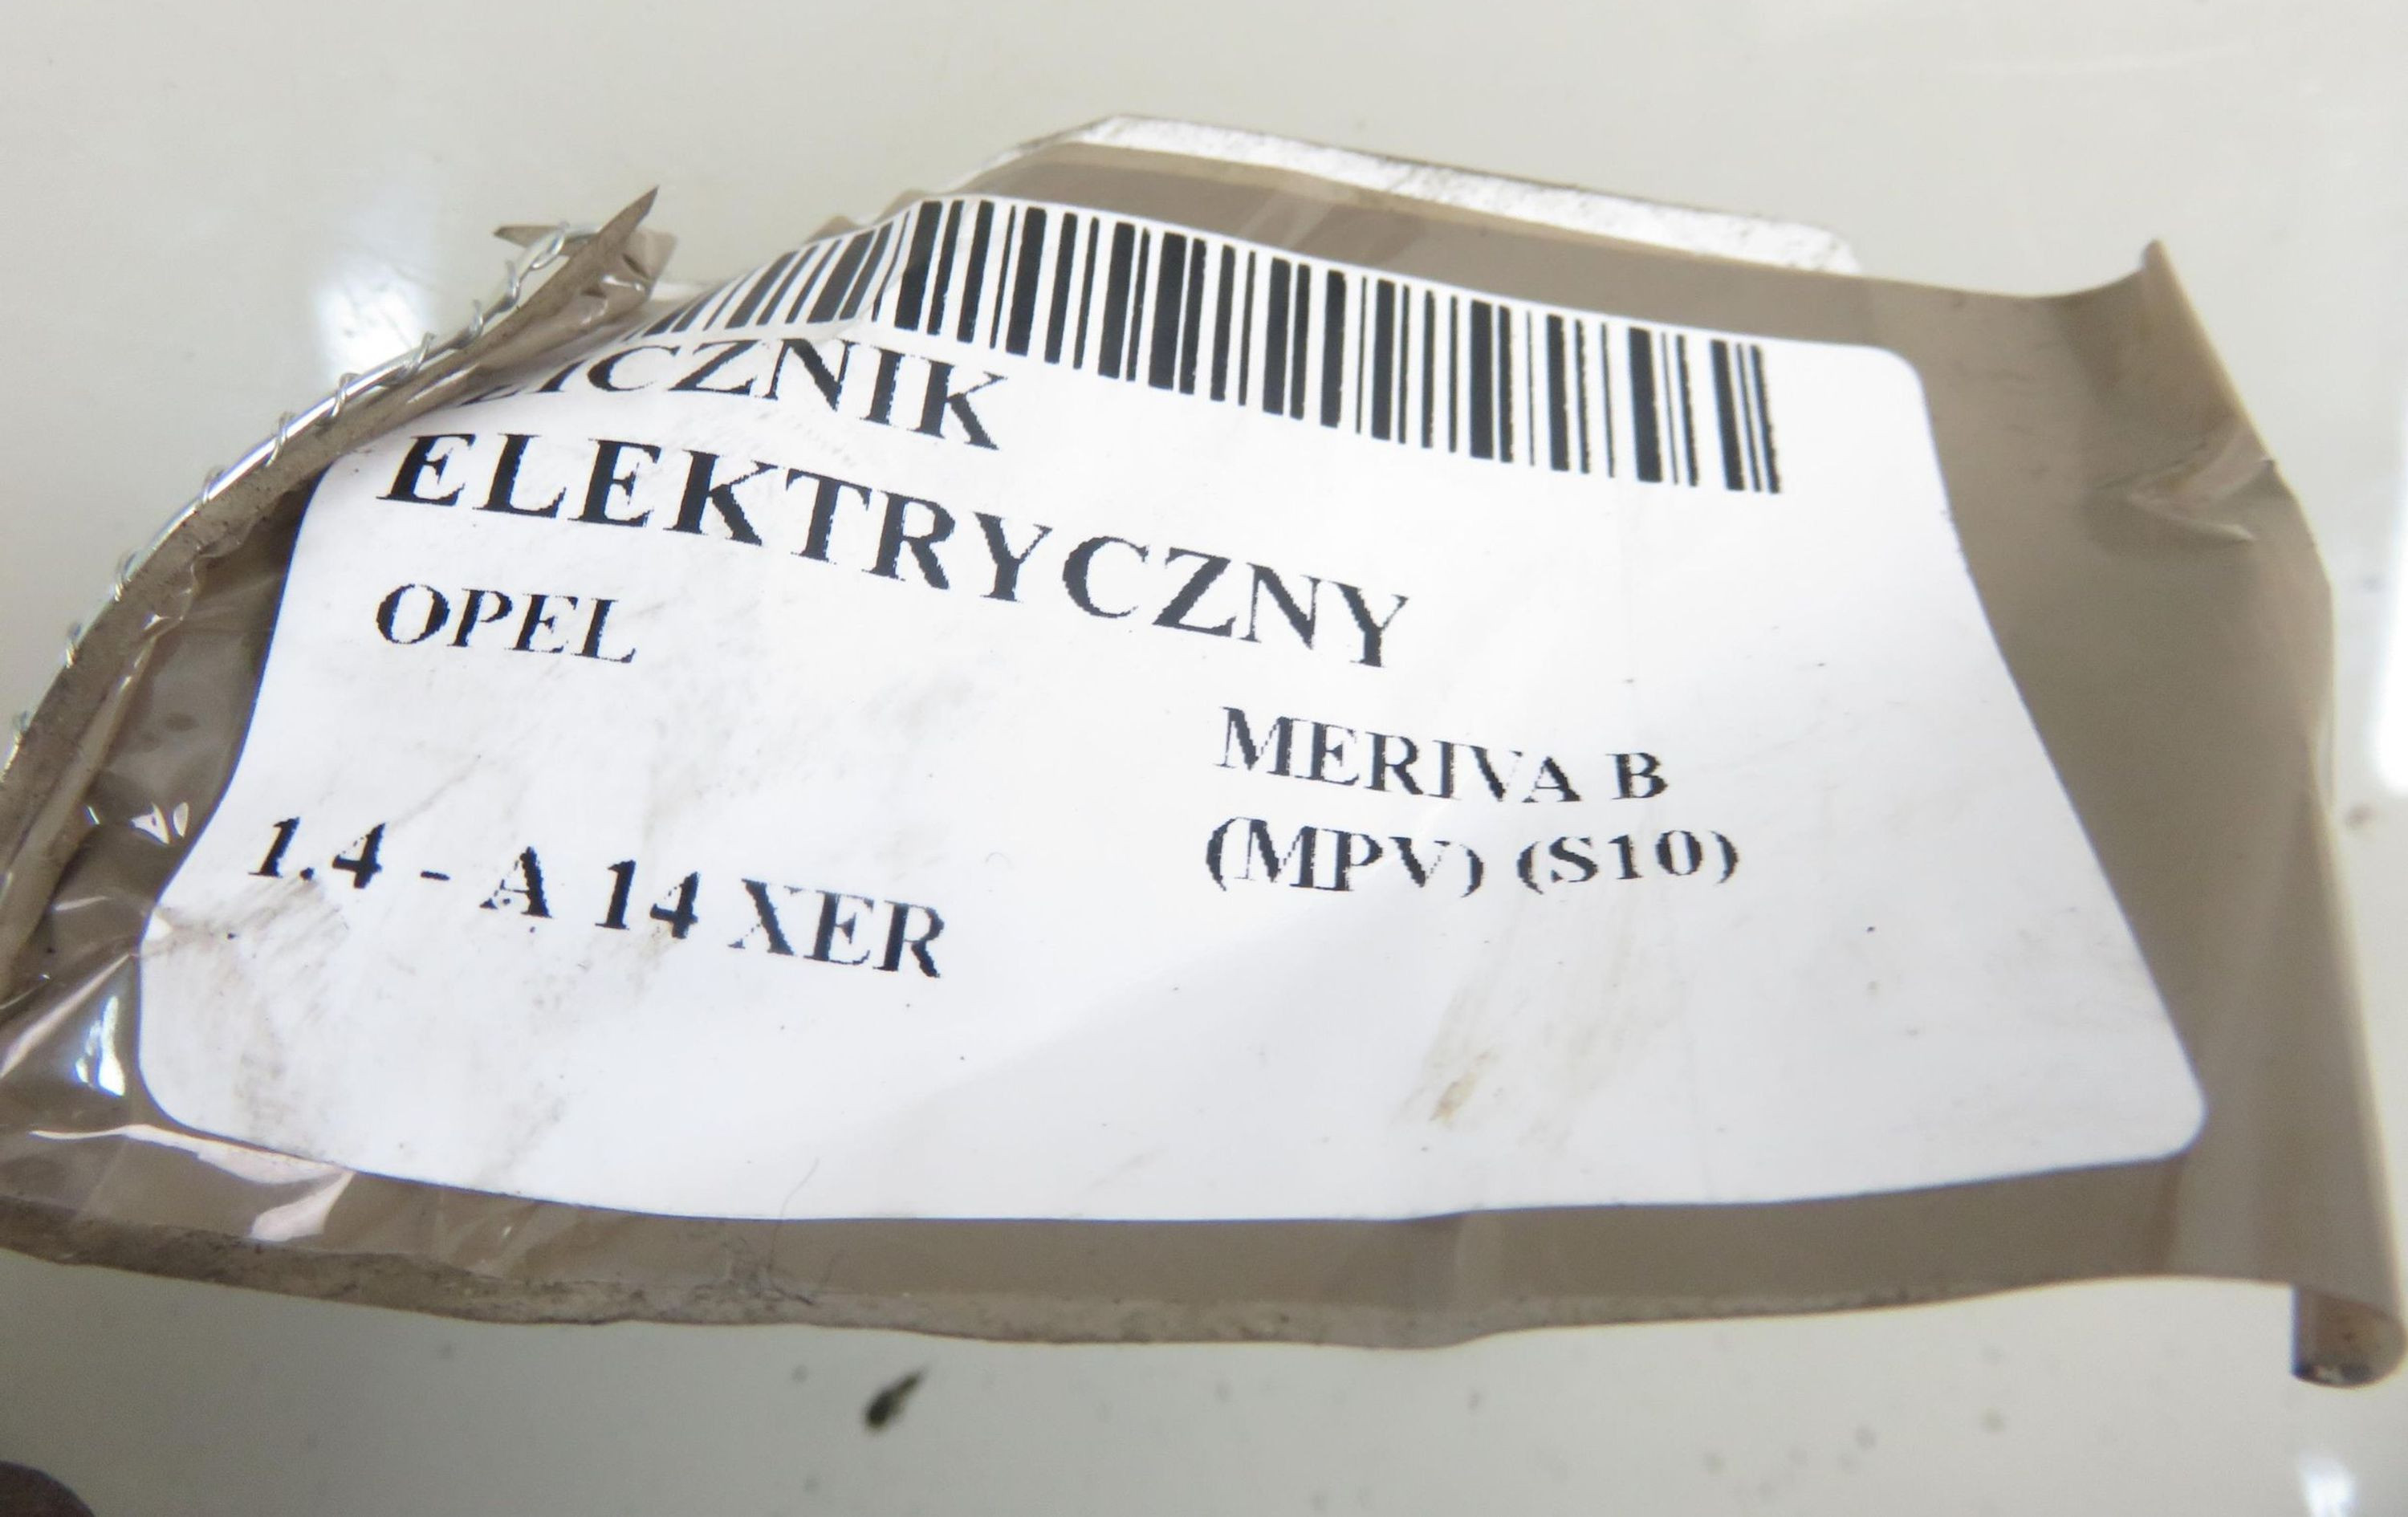 ELEKTRYCZNY
OPEL
MERIVA B
(MPV) (S10)
1.4 - A 14 XER